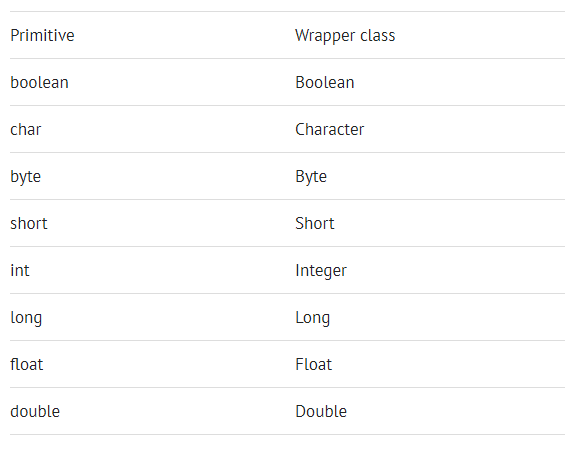 Primitive Wrapper class
boolean Boolean
char Character
byte Byte
short Short
int Integer
long Long
float Float
double Double